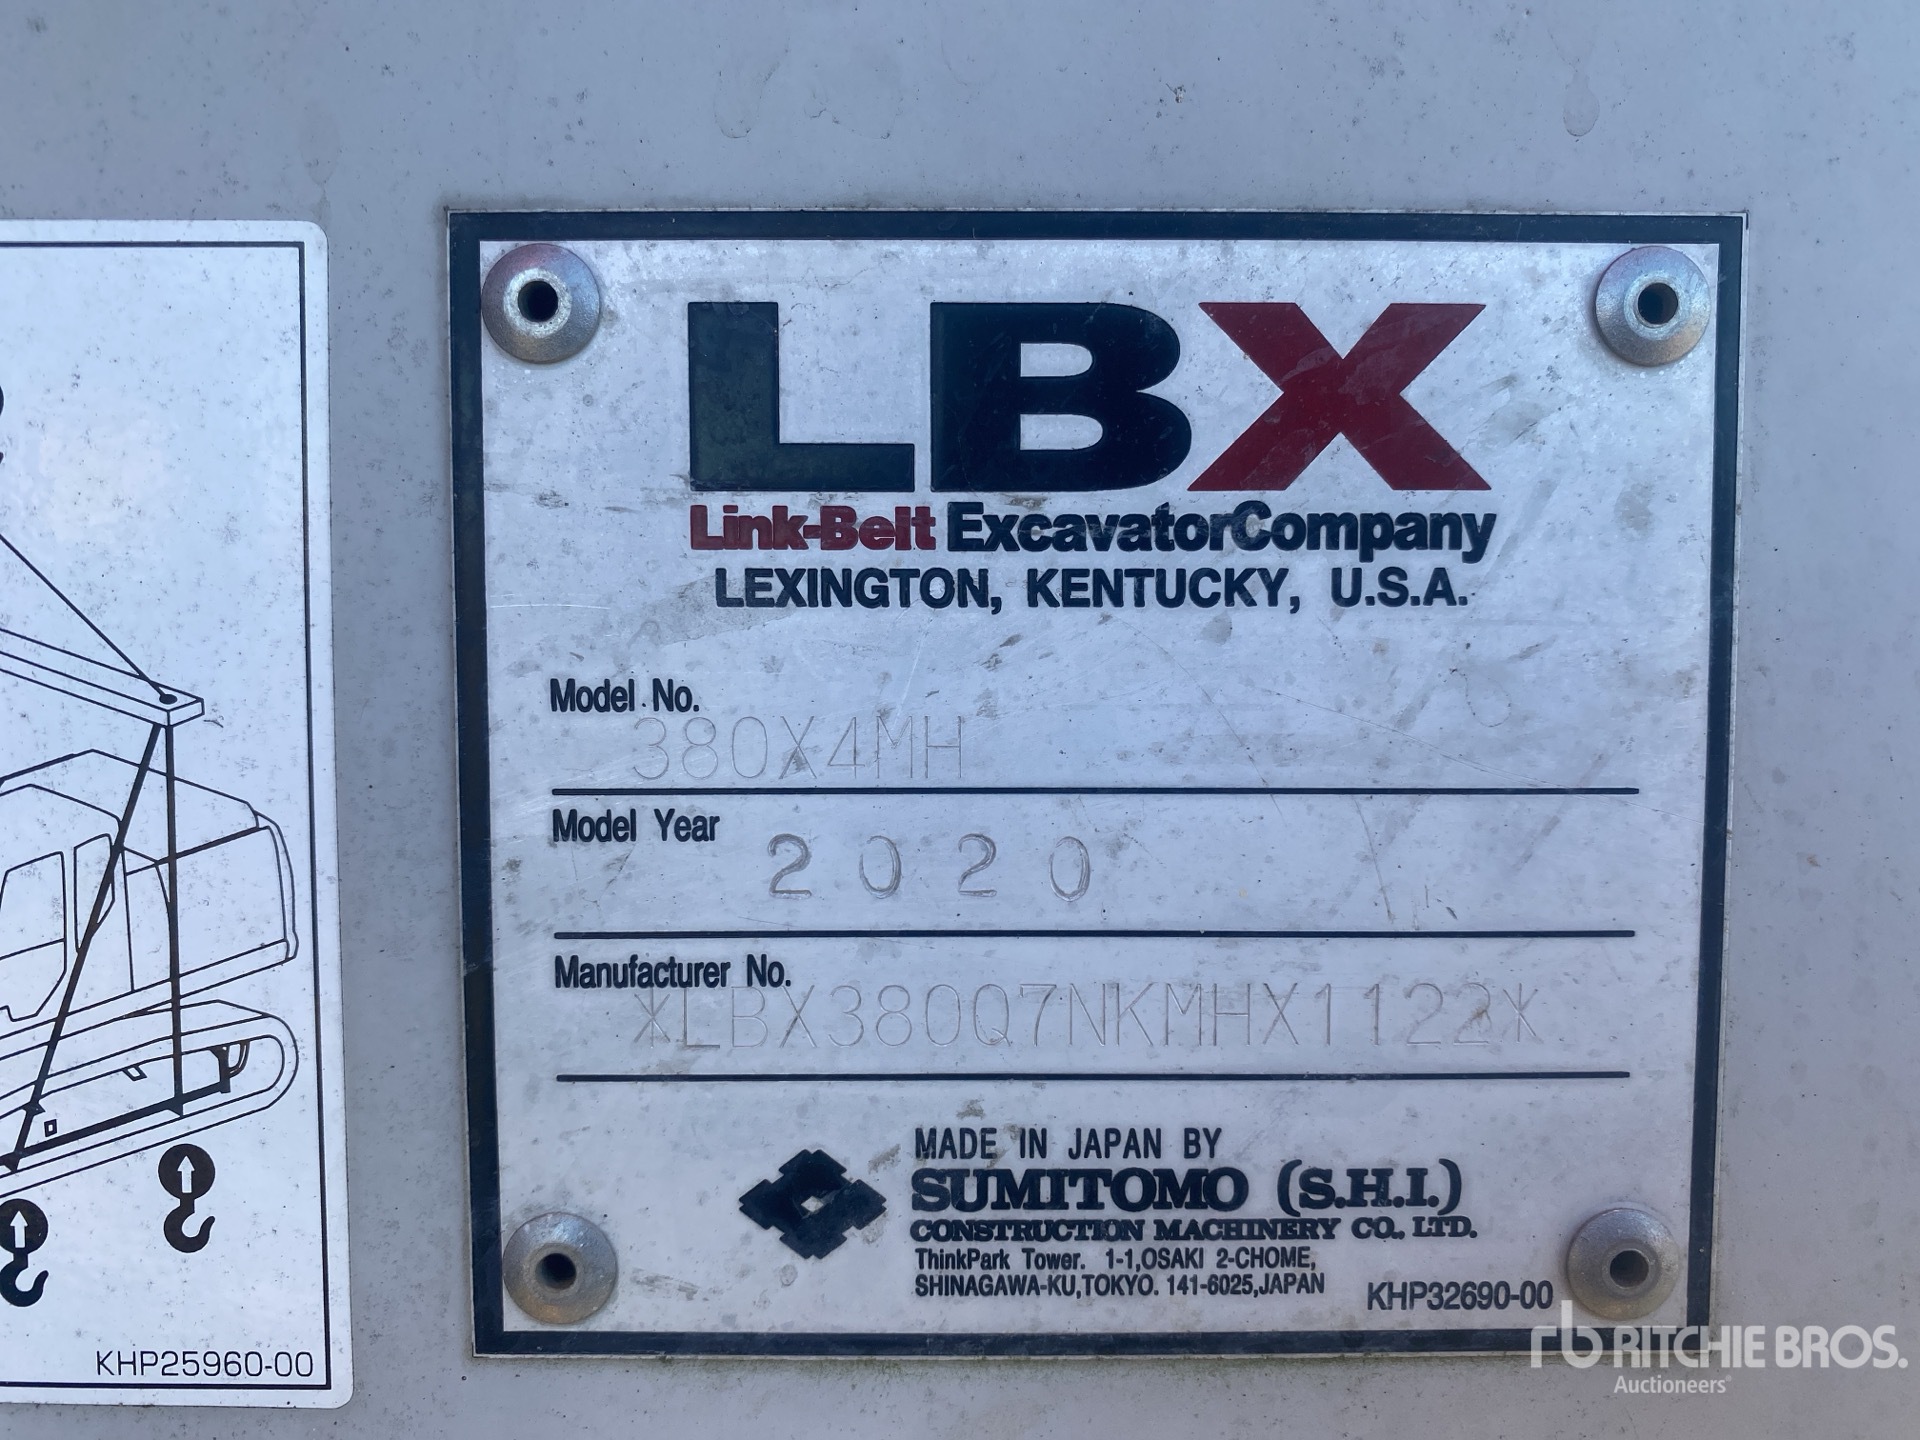 LBX
Link-Belt ExcavatorCompany
LEXINGTON, KENTUCKY, U.S.A.
Model No.
380X4MH
Model Year
2020
Manufacturer No.
*LBX380Q7NKMHX1122*
MADE IN JAPAN BY
SUMITOMO (S.H.I.)
CONSTRUCTION MACHINERY CO., LTD.
ThinkPark Tower. 1-1,OSAKI 2-CHOME,
SHINAGAWA-KU,TOKYO. 141-6025,JAPAN
KHP32690-00
KHP25960-00
rb RITCHIE BROS.
Auctioneers